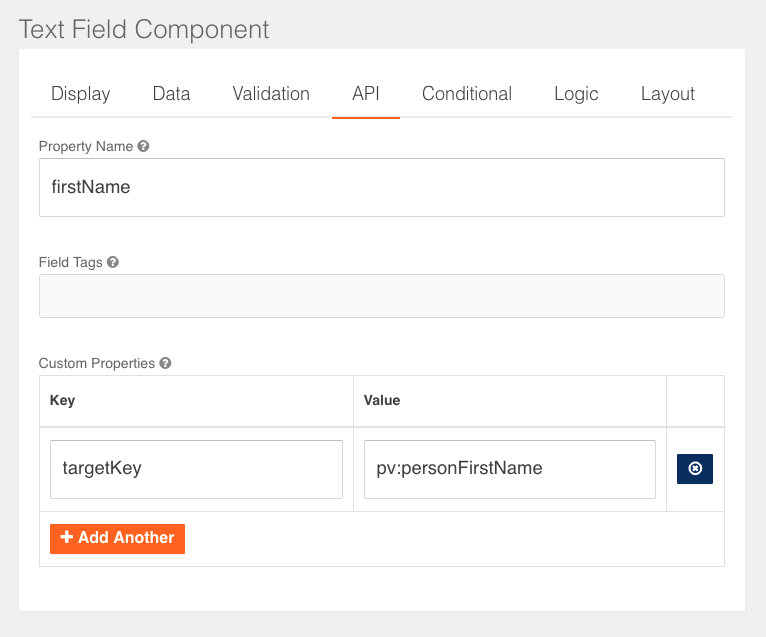 Text Field Component
Display Data Validation API Conditional Logic Layout
Property Name
firstName
Field Tags
Custom Properties
Key Value
targetKey pv:personFirstName
Add Another